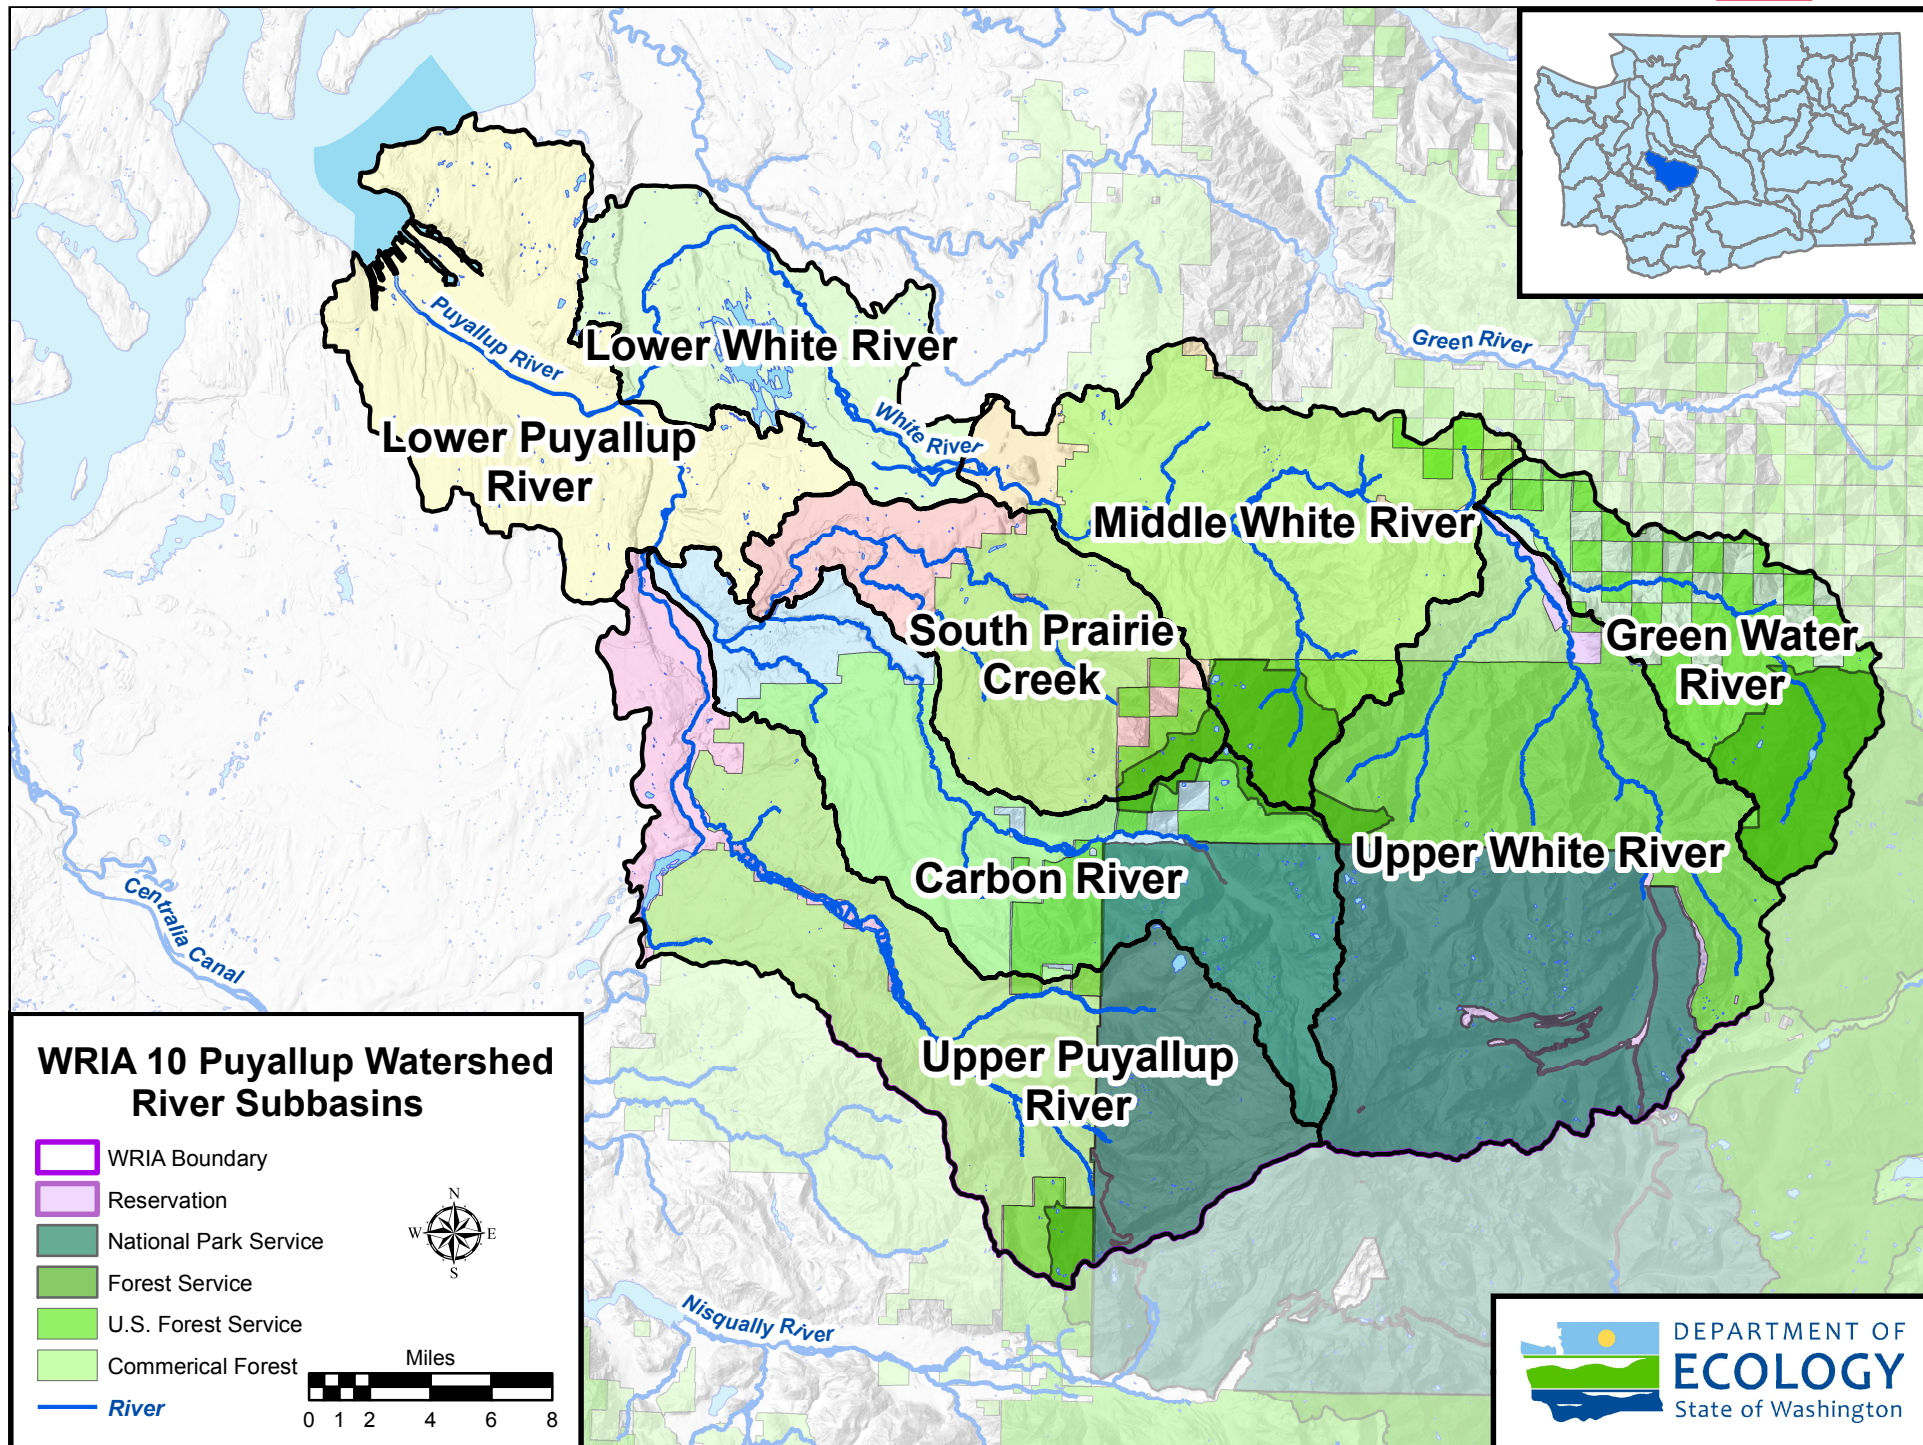 Lower White River
Puyallup River
Green River
White River
Lower Puyallup
River
Middle White River
South Prairie
Creek
Green Water
River
Carbon River
Upper White River
Centralia Canal
Upper Puyallup
River
Nisqually River
WRIA 10 Puyallup Watershed
River Subbasins
WRIA Boundary
Reservation
National Park Service
Forest Service
U.S. Forest Service
Commerical Forest
River
N
W E
S
Miles
0 1 2 4 6 8
DEPARTMENT OF
ECOLOGY
State of Washington